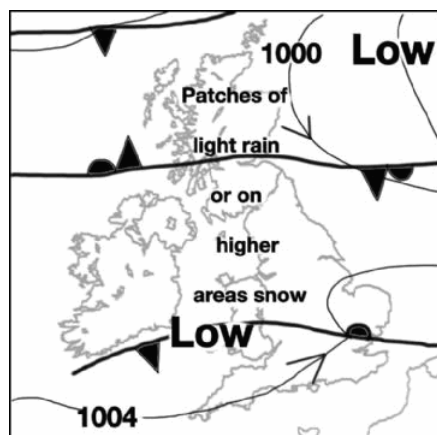 1000 Low
Patches of
light rain
or on
higher
areas snow
Low
1004